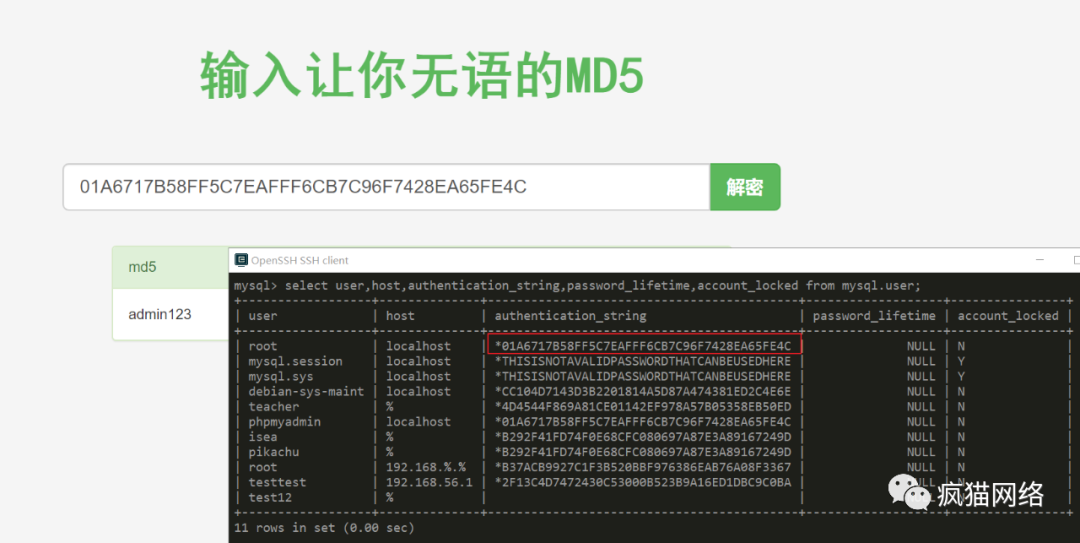 输入让你无语的MD5
01A6717B58FF5C7EAFFF6CB7C96F7428EA65FE4C 解密
md5
admin123
OpenSSH SSH client
mysql> select user,host,authentication_string,password_lifetime,account_locked from mysql.user;
| user | host | authentication_string | password_lifetime | account_locked |
| root | localhost | *01A6717B58FF5C7EAFFF6CB7C96F7428EA65FE4C | NULL | N |
| mysql.session | localhost | *THISISNOTAVALIDPASSWORDTHATCANBEUSEDHERE | NULL | Y |
| mysql.sys | localhost | *THISISNOTAVALIDPASSWORDTHATCANBEUSEDHERE | NULL | Y |
| debian-sys-maint | localhost | *CC104D7143D3B2201814A5D87A474381ED2C4E6E | NULL | N |
| teacher | % | *4D4544F869A81CE01142EF978A57B05358EB50ED | NULL | N |
| phpmyadmin | localhost | *01A6717B58FF5C7EAFFF6CB7C96F7428EA65FE4C | NULL | N |
| isea | % | *B292F41FD74F0E68CFC080697A87E3A89167249D | NULL | N |
| pikachu | % | *B292F41FD74F0E68CFC080697A87E3A89167249D | NULL | N |
| root | 192.168.%.% | *B37ACB9927C1F3B520BBF976386EAB76A08F3367 | NULL | N |
| testtest | 192.168.56.1 | *2F13C4D7472430C53000B523B9A16ED1DBC9C0BA | NULL | N |
| test12 | % | | NULL | N |
11 rows in set (0.00 sec)
疯猫网络